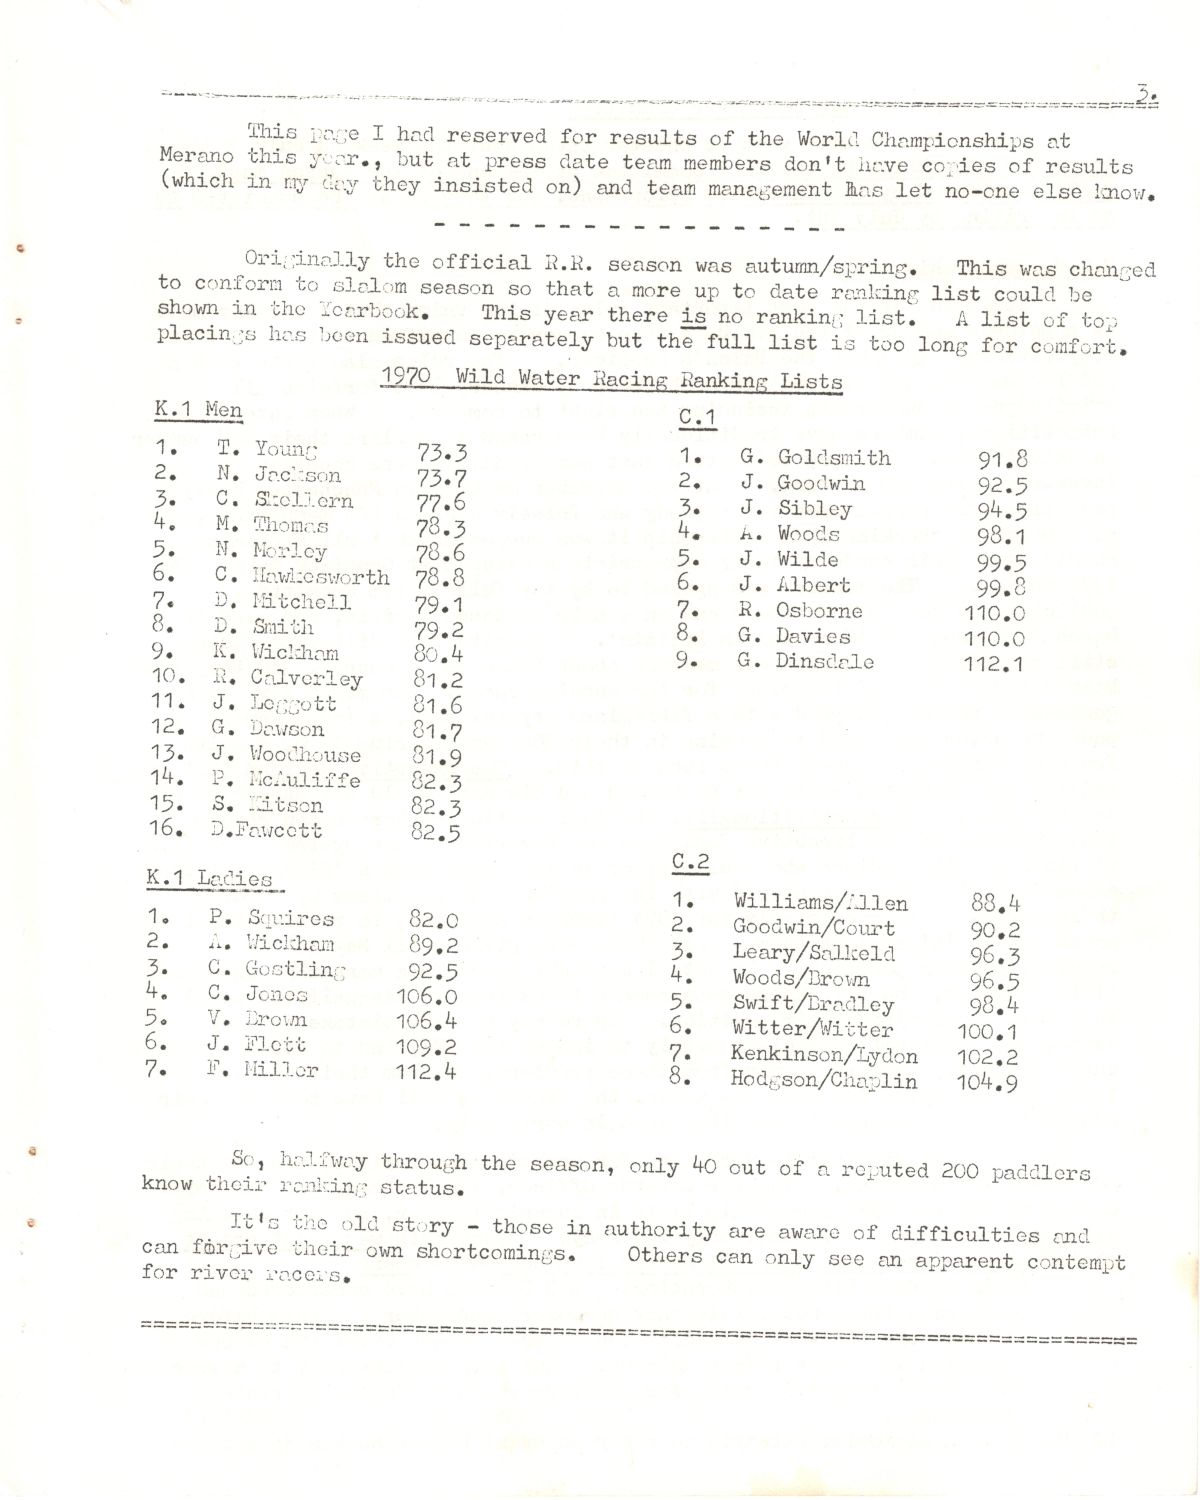 3.
This page I had reserved for results of the World Championships at
Merano this year., but at press date team members don't have copies of results
(which in my day they insisted on) and team management has let no-one else know.
- - - - - - - - - - - - - - - - -
Originally the official R.R. season was autumn/spring. This was changed
to conform to slalom season so that a more up to date ranking list could be
shown in the Yearbook. This year there is no ranking list. A list of top
placings has been issued separately but the full list is too long for comfort.
1970 Wild Water Racing Ranking Lists
K.1 Men
1. T. Young 73.3
2. N. Jackson 73.7
3. C. Skellern 77.6
4. M. Thomas 78.3
5. N. Morley 78.6
6. C. Hawkesworth 78.8
7. D. Mitchell 79.1
8. D. Smith 79.2
9. K. Wickham 80.4
10. R. Calverley 81.2
11. J. Leggott 81.6
12. G. Dawson 81.7
13. J. Woodhouse 81.9
14. P. McAuliffe 82.3
15. S. Kitson 82.3
16. D.Fawcett 82.5
C.1
1. G. Goldsmith 91.8
2. J. Goodwin 92.5
3. J. Sibley 94.5
4. A. Woods 98.1
5. J. Wilde 99.5
6. J. Albert 99.8
7. R. Osborne 110.0
8. G. Davies 110.0
9. G. Dinsdale 112.1
K.1 Ladies
1. P. Squires 82.0
2. A. Wickham 89.2
3. C. Gostling 92.5
4. C. Jones 106.0
5. V. Brown 106.4
6. J. Flett 109.2
7. F. Miller 112.4
C.2
1. Williams/Allen 88.4
2. Goodwin/Court 90.2
3. Leary/Salkeld 96.3
4. Woods/Brown 96.5
5. Swift/Bradley 98.4
6. Witter/Witter 100.1
7. Kenkinson/Lydon 102.2
8. Hodgson/Chaplin 104.9
So, halfway through the season, only 40 out of a reputed 200 paddlers
know their ranking status.
It's the old story - those in authority are aware of difficulties and
can forgive their own shortcomings. Others can only see an apparent contempt
for river racers.